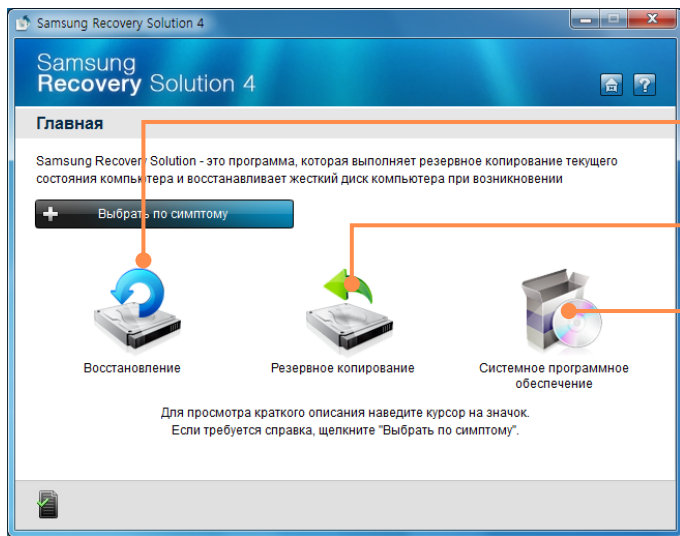 Samsung Recovery Solution 4
Samsung
Recovery Solution 4
?
Главная
Samsung Recovery Solution - это программа, которая выполняет резервное копирование текущего
состояния компьютера и восстанавливает жесткий диск компьютера при возникновении
Выбрать по симптому
Восстановление
Резервное копирование
Системное программное
обеспечение
Для просмотра краткого описания наведите курсор на значок.
Если требуется справка, щелкните "Выбрать по симптому".